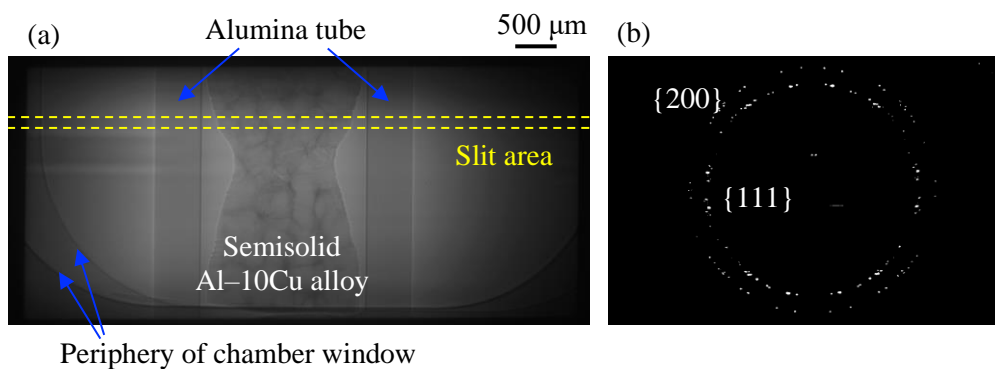 (a)
Alumina tube
500 μm
(b)
{200}
Slit area
{111}
Semisolid
Al–10Cu alloy
Periphery of chamber window